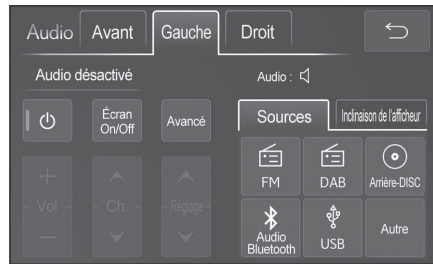 Audio Avant Gauche Droit
Audio désactivé
Audio :
Sources
Inclinaison de l'afficheur
Écran
On/Off
Avancé
FM
DAB
Arrière-DISC
+
- Vol -
—
- Ch. -
- Réglage -
Audio
Bluetooth
USB
Autre